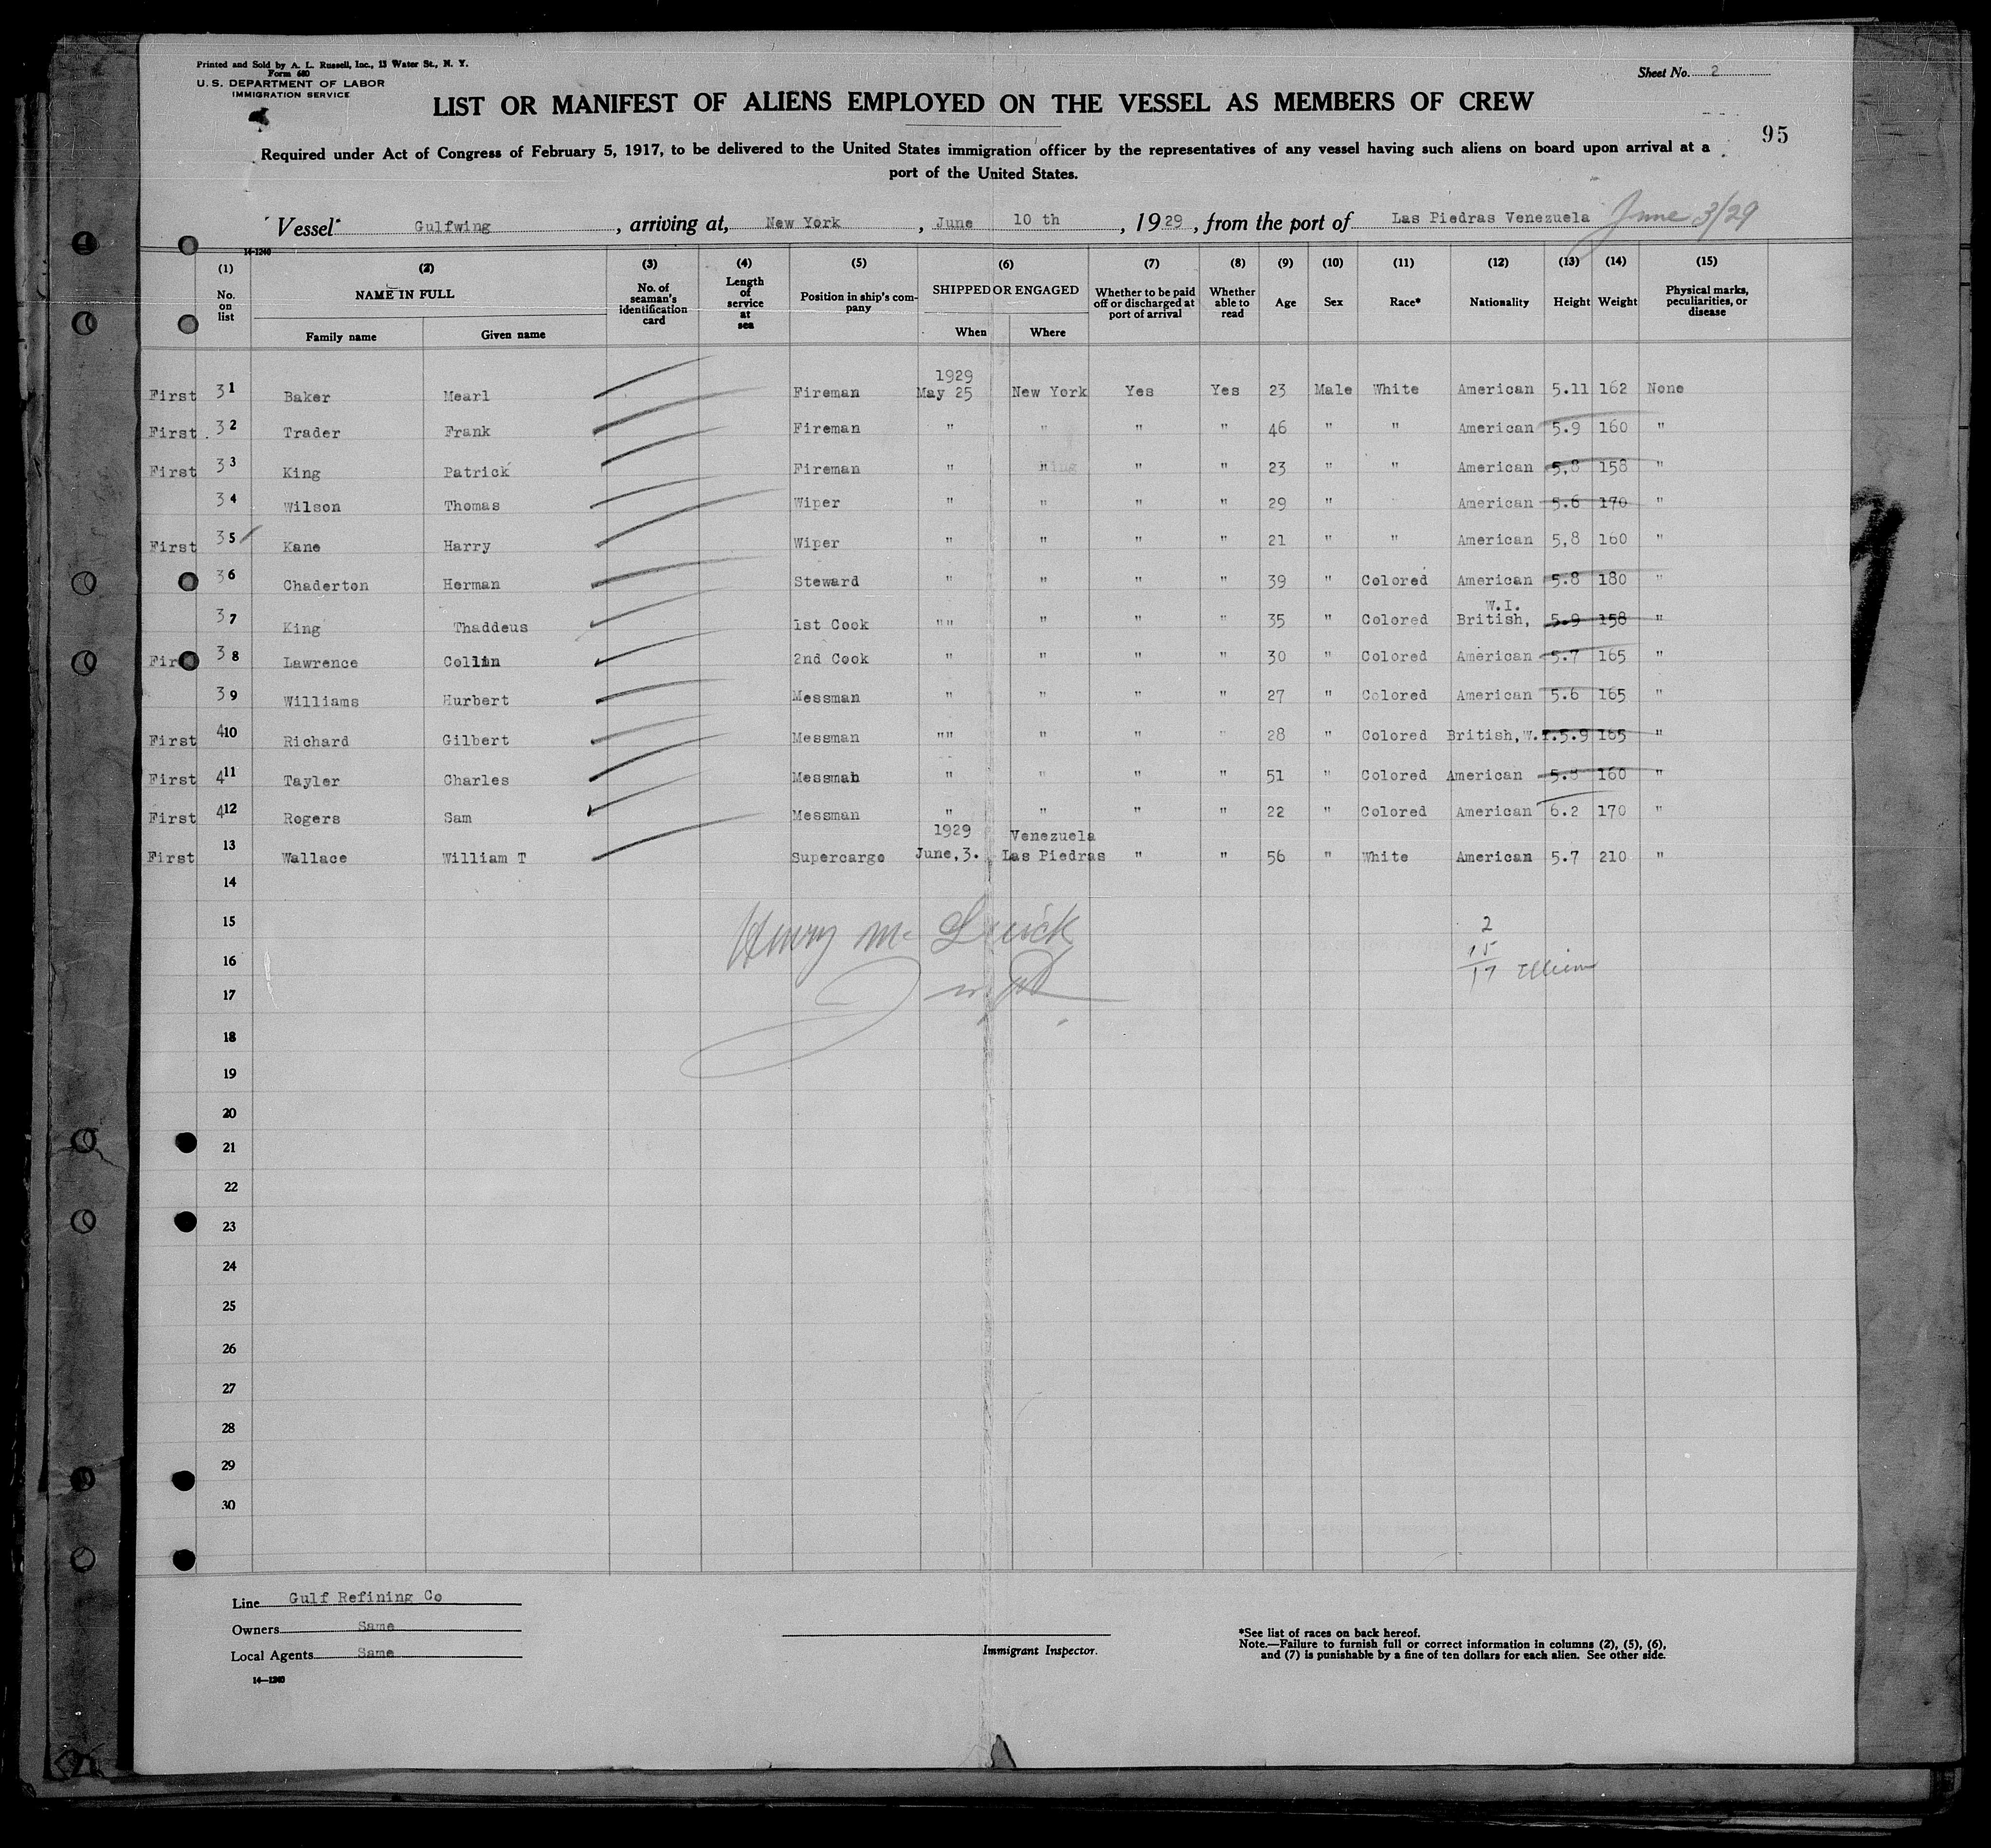 Printed and Sold by A. L. Russell, Inc., 13 Water St., N. Y.
Form 680
U. S. DEPARTMENT OF LABOR
IMMIGRATION SERVICE
Sheet No. 2
LIST OR MANIFEST OF ALIENS EMPLOYED ON THE VESSEL AS MEMBERS OF CREW
95
Required under Act of Congress of February 5, 1917, to be delivered to the United States immigration officer by the representatives of any vessel having such aliens on board upon arrival at a
port of the United States.
Vessel Gulfwing, arriving at, New York, June 10 th, 1929, from the port of Las Piedras Venezuela June 3/29
14-1240
(1) (2) (3) (4) (5) (6) (7) (8) (9) (10) (11) (12) (13) (14) (15)
No. on list NAME IN FULL Family name Given name No. of seaman's identification card Length of service at sea Position in ship's company SHIPPED OR ENGAGED When Where Whether to be paid off or discharged at port of arrival Whether able to read Age Sex Race* Nationality Height Weight Physical marks, peculiarities, or disease
1929
First 31 Baker Mearl Fireman May 25 New York Yes Yes 23 Male White American 5.11 162 None
First 32 Trader Frank Fireman " " " " 46 " " American 5.9 160 "
First 33 King Patrick Fireman " " " " 23 " " American 5,8 158 "
34 Wilson Thomas Wiper " " " " 29 " American 5.6 170 "
First 35 Kane Harry Wiper " " " " 21 " " American 5,8 160 "
36 Chaderton Herman Steward " " " " 39 " Colored American 5.8 180 "
W.I.
37 King Thaddeus 1st Cook "" " " " 35 " Colored British, 5.9 158 "
First 38 Lawrence Collin 2nd Cook " " " " 30 " Colored American 5.7 165 "
39 Williams Hurbert Messman " " " " 27 " Colored American 5.6 165 "
First 410 Richard Gilbert Messman "" " " " 28 " Colored British, W.I. 5.9 165 "
First 411 Tayler Charles Messman " " " " 51 " Colored American 5.8 160 "
First 412 Rogers Sam Messman " " " " 22 " Colored American 6.2 170 "
1929 Venezuela
First 13 Wallace William T Supercargo June,3. Las Piedras " " 56 " White American 5.7 210 "
14
15 Henry Mc 2
16 15
17 17
18
19
20
21
22
23
24
25
26
27
28
29
30
Line Gulf Refining Co
Owners Same
Local Agents Same
14—1240
Immigrant Inspector.
*See list of races on back hereof.
Note.—Failure to furnish full or correct information in columns (2), (5), (6),
and (7) is punishable by a fine of ten dollars for each alien. See other side.